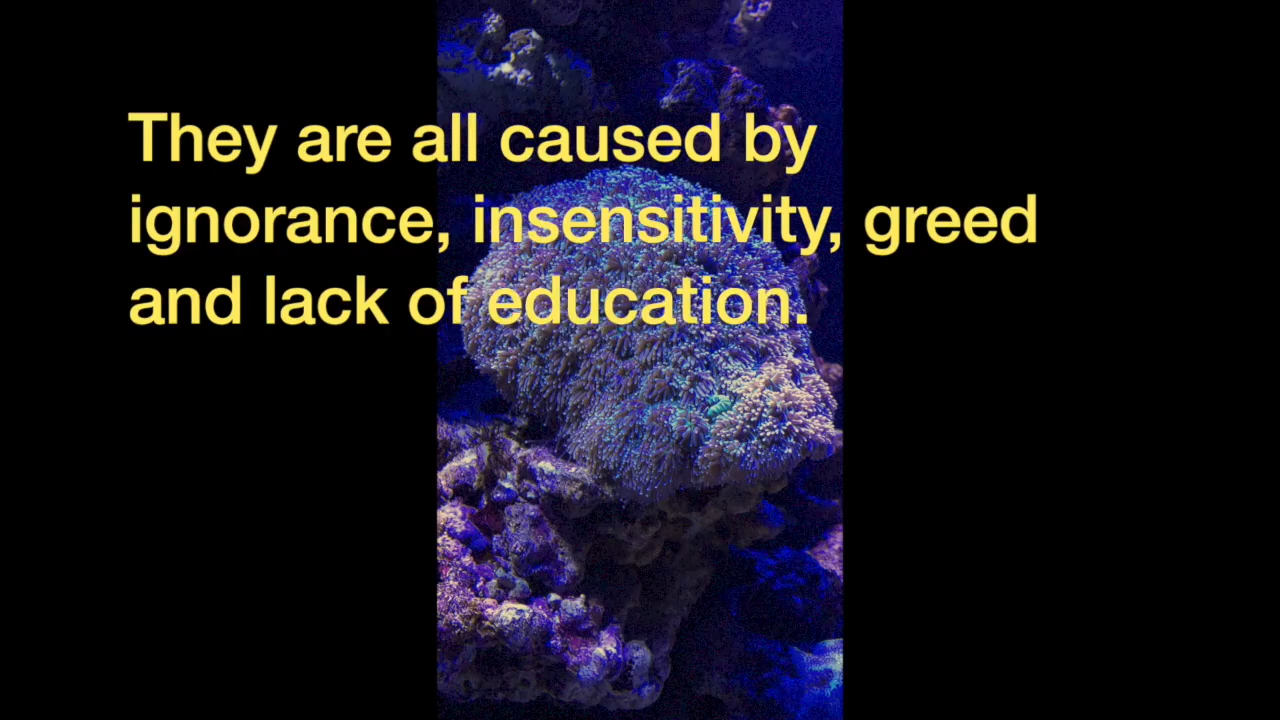 They are all caused by
ignorance, insensitivity, greed
and lack of education.